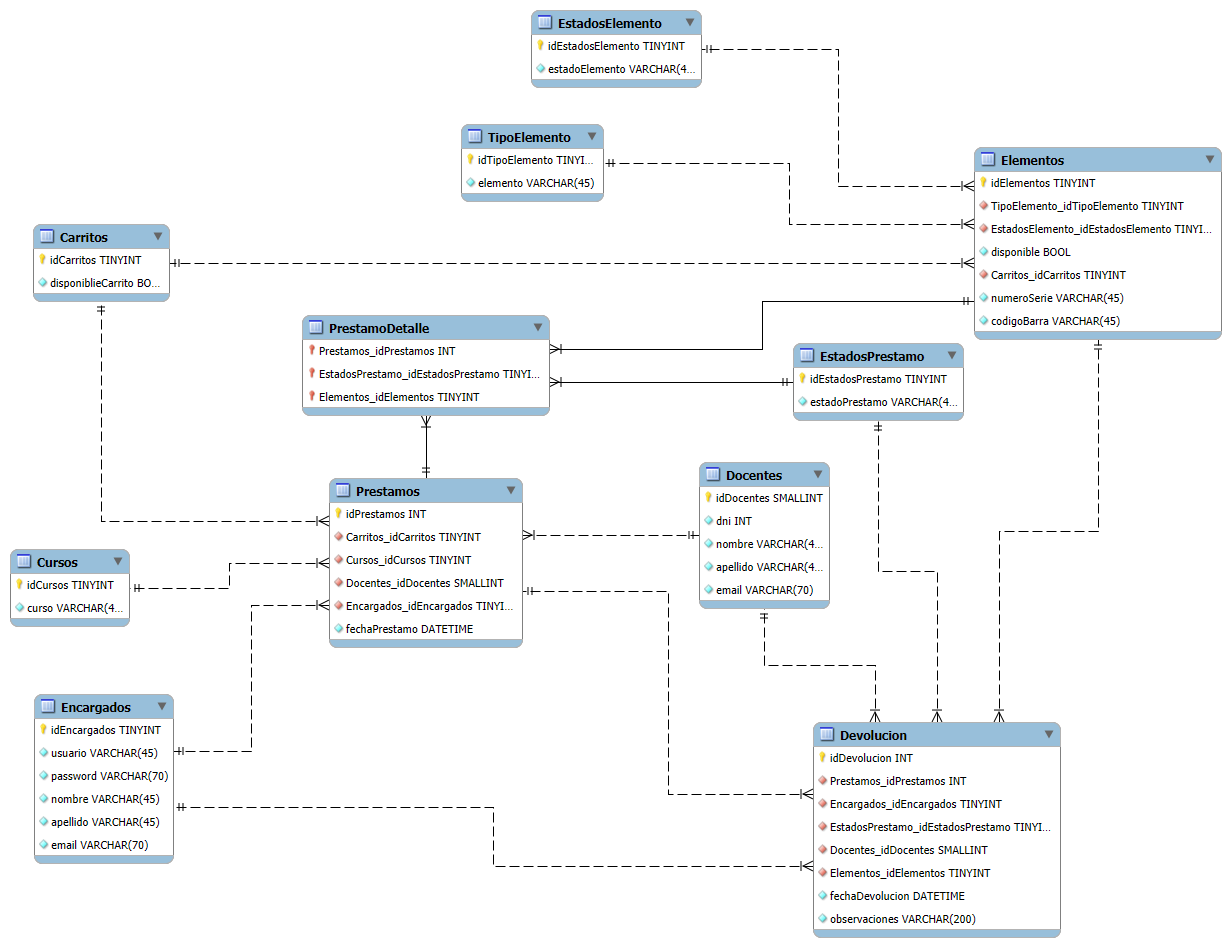 EstadosElemento
idEstadosElemento TINYINT
estadoElemento VARCHAR(4...
TipoElemento
idTipoElemento TINYI...
elemento VARCHAR(45)
Elementos
idElementos TINYINT
TipoElemento_idTipoElemento TINYINT
EstadosElemento_idEstadosElemento TINYI...
disponible BOOL
Carritos_idCarritos TINYINT
numeroSerie VARCHAR(45)
codigoBarra VARCHAR(45)
Carritos
idCarritos TINYINT
disponiblieCarrito BO...
PrestamoDetalle
Prestamos_idPrestamos INT
EstadosPrestamo_idEstadosPrestamo TINYI...
Elementos_idElementos TINYINT
EstadosPrestamo
idEstadosPrestamo TINYINT
estadoPrestamo VARCHAR(4...
Prestamos
idPrestamos INT
Carritos_idCarritos TINYINT
Cursos_idCursos TINYINT
Docentes_idDocentes SMALLINT
Encargados_idEncargados TINYI...
fechaPrestamo DATETIME
Docentes
idDocentes SMALLINT
dni INT
nombre VARCHAR(4...
apellido VARCHAR(4...
email VARCHAR(70)
Cursos
idCursos TINYINT
curso VARCHAR(4...
Encargados
idEncargados TINYINT
usuario VARCHAR(45)
password VARCHAR(70)
nombre VARCHAR(45)
apellido VARCHAR(45)
email VARCHAR(70)
Devolucion
idDevolucion INT
Prestamos_idPrestamos INT
Encargados_idEncargados TINYINT
EstadosPrestamo_idEstadosPrestamo TINYI...
Docentes_idDocentes SMALLINT
Elementos_idElementos TINYINT
fechaDevolucion DATETIME
observaciones VARCHAR(200)